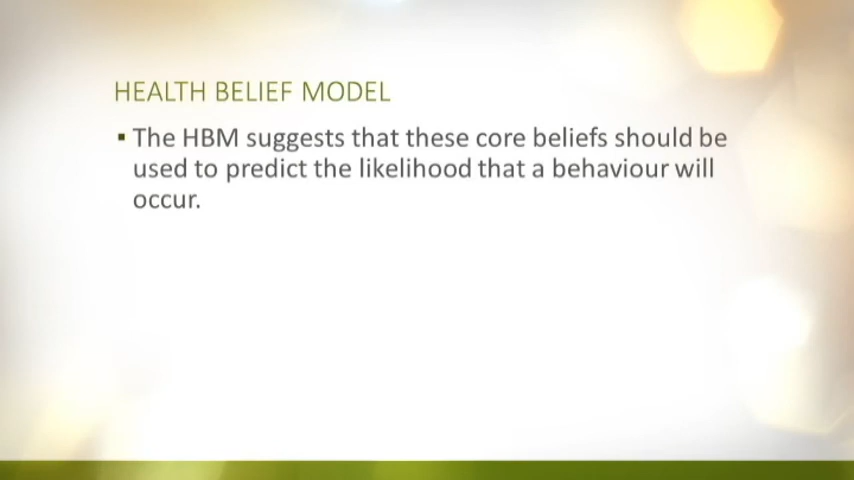 HEALTH BELIEF MODEL
▪ The HBM suggests that these core beliefs should be
used to predict the likelihood that a behaviour will
occur.